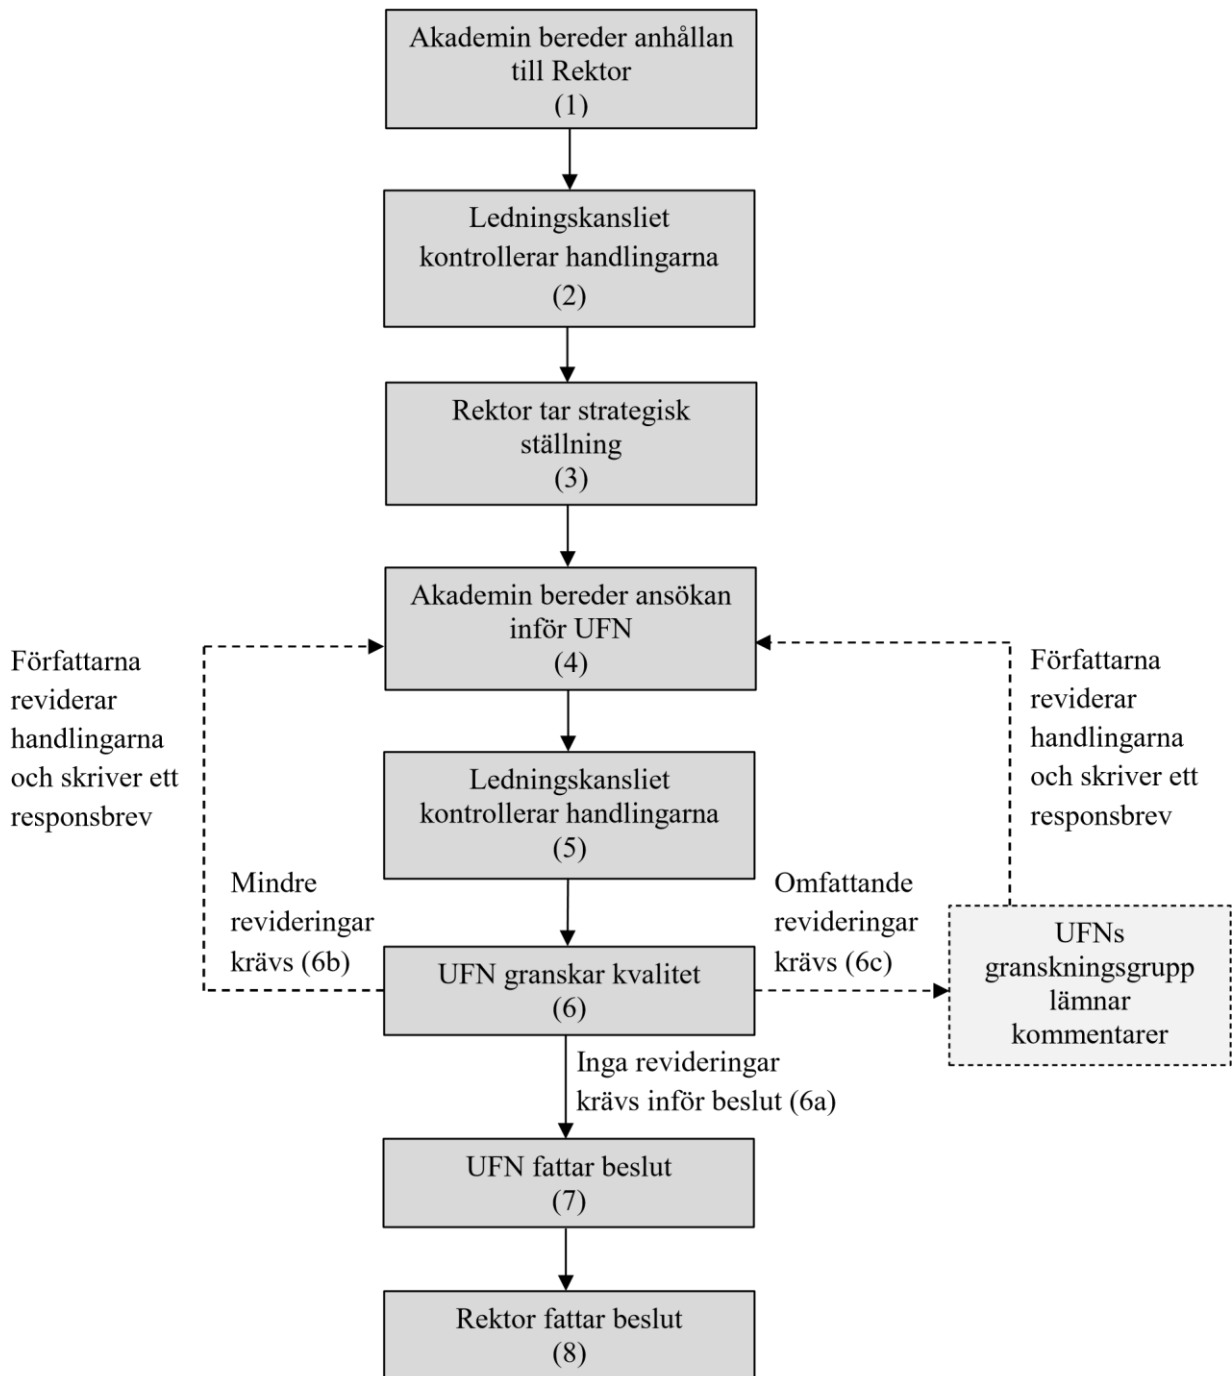 Akademin bereder anhållan
till Rektor
(1)
Ledningskansliet
kontrollerar handlingarna
(2)
Rektor tar strategisk
ställning
(3)
Akademin bereder ansökan
inför UFN
(4)
Författarna
reviderar
handlingarna
och skriver ett
responsbrev
Författarna
reviderar
handlingarna
och skriver ett
responsbrev
Ledningskansliet
kontrollerar handlingarna
(5)
Mindre
revideringar
krävs (6b)
Omfattande
revideringar
krävs (6c)
UFN granskar kvalitet
(6)
UFNs
granskningsgrupp
lämnar
kommentarer
Inga revideringar
krävs inför beslut (6a)
UFN fattar beslut
(7)
Rektor fattar beslut
(8)